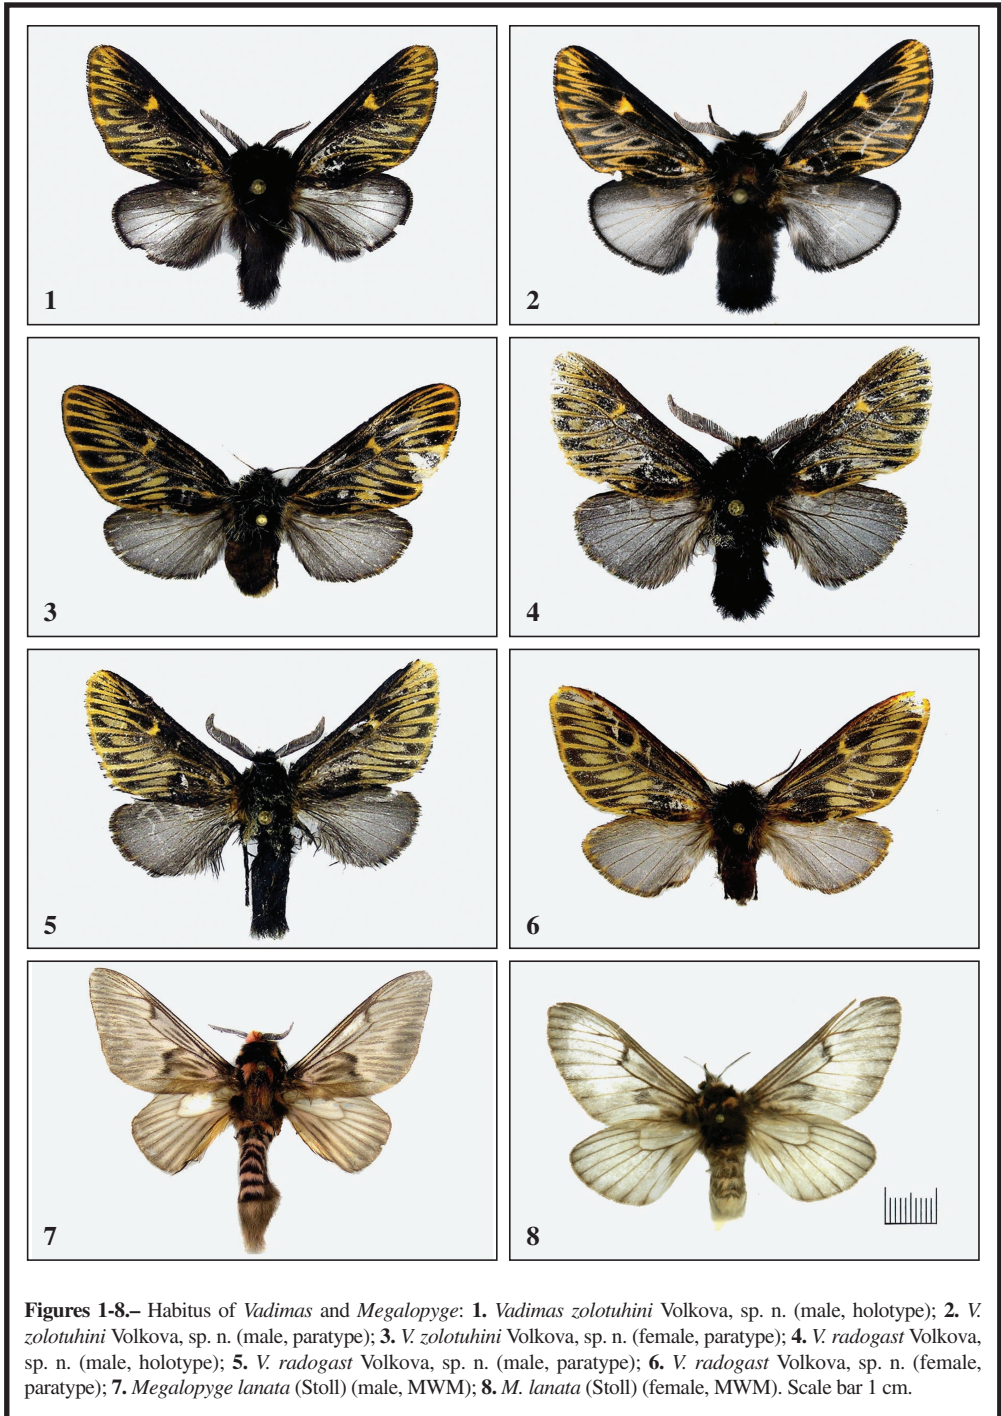 1
2
3
4
5
6
7
8
Figures 1-8.– Habitus of Vadimas and Megalopyge: 1. Vadimas zolotuhini Volkova, sp. n. (male, holotype); 2. V.
zolotuhini Volkova, sp. n. (male, paratype); 3. V. zolotuhini Volkova, sp. n. (female, paratype); 4. V. radogast Volkova,
sp. n. (male, holotype); 5. V. radogast Volkova, sp. n. (male, paratype); 6. V. radogast Volkova, sp. n. (female,
paratype); 7. Megalopyge lanata (Stoll) (male, MWM); 8. M. lanata (Stoll) (female, MWM). Scale bar 1 cm.